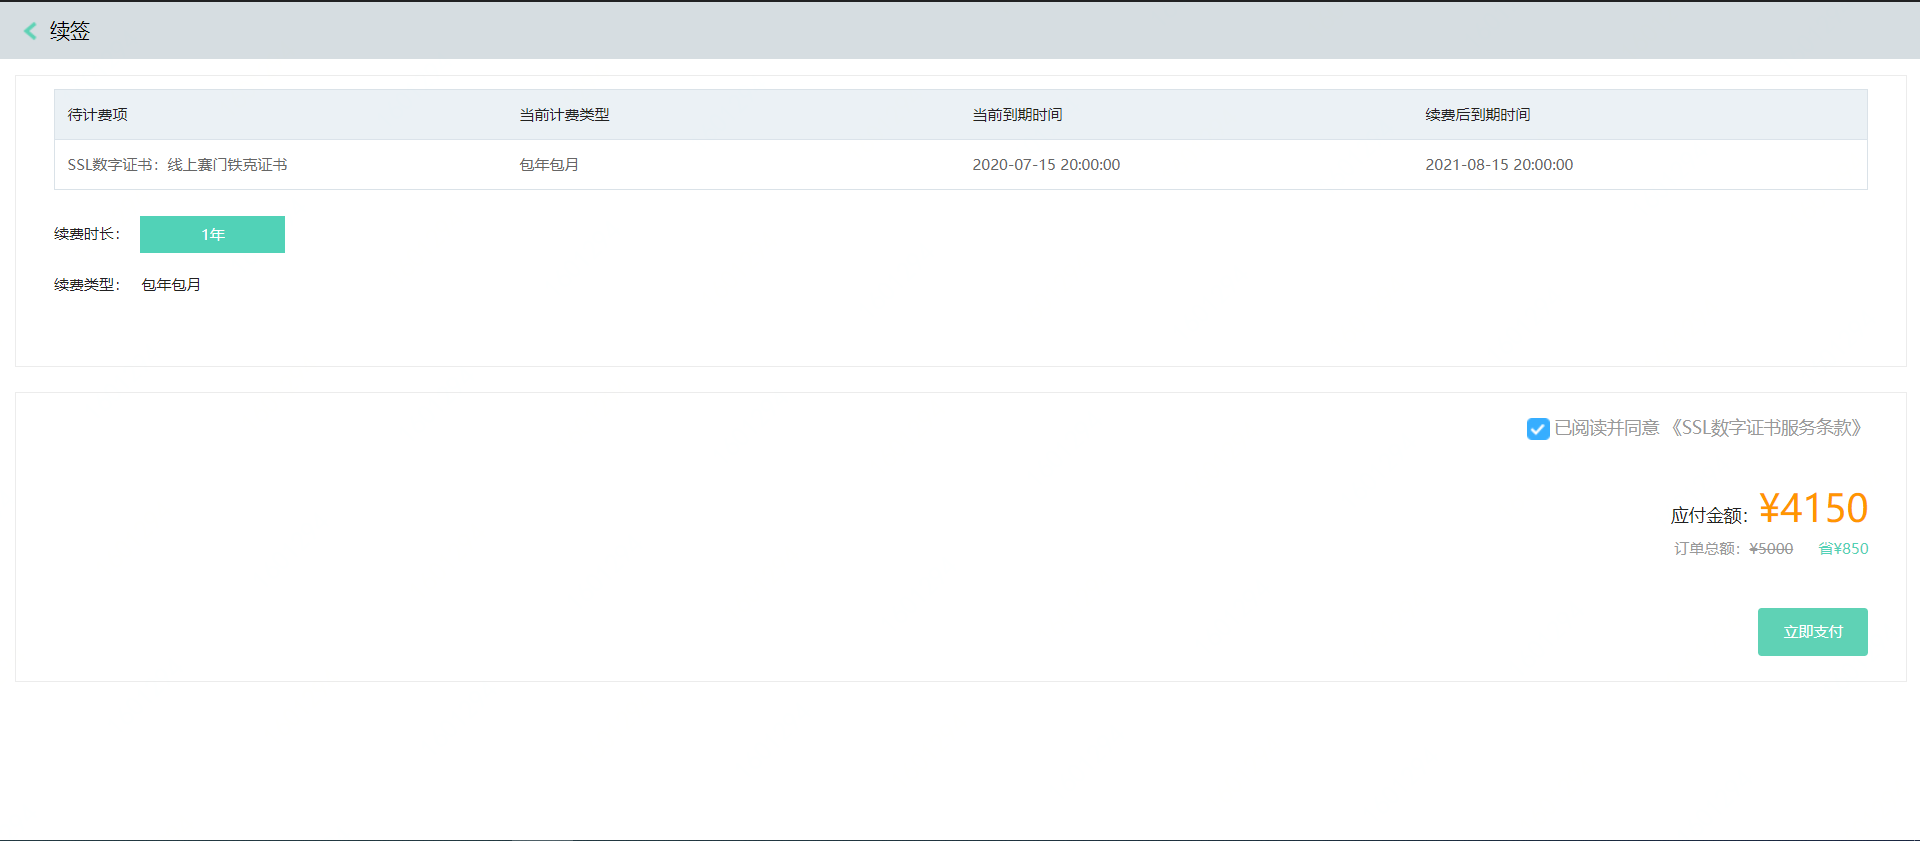 续签
待计费项 当前计费类型 当前到期时间 续费后到期时间
SSL数字证书：线上赛门铁克证书 包年包月 2020-07-15 20:00:00 2021-08-15 20:00:00
续费时长： 1年
续费类型： 包年包月
已阅读并同意 《SSL数字证书服务条款》
应付金额：¥4150
订单总额：¥5000 省¥850
立即支付